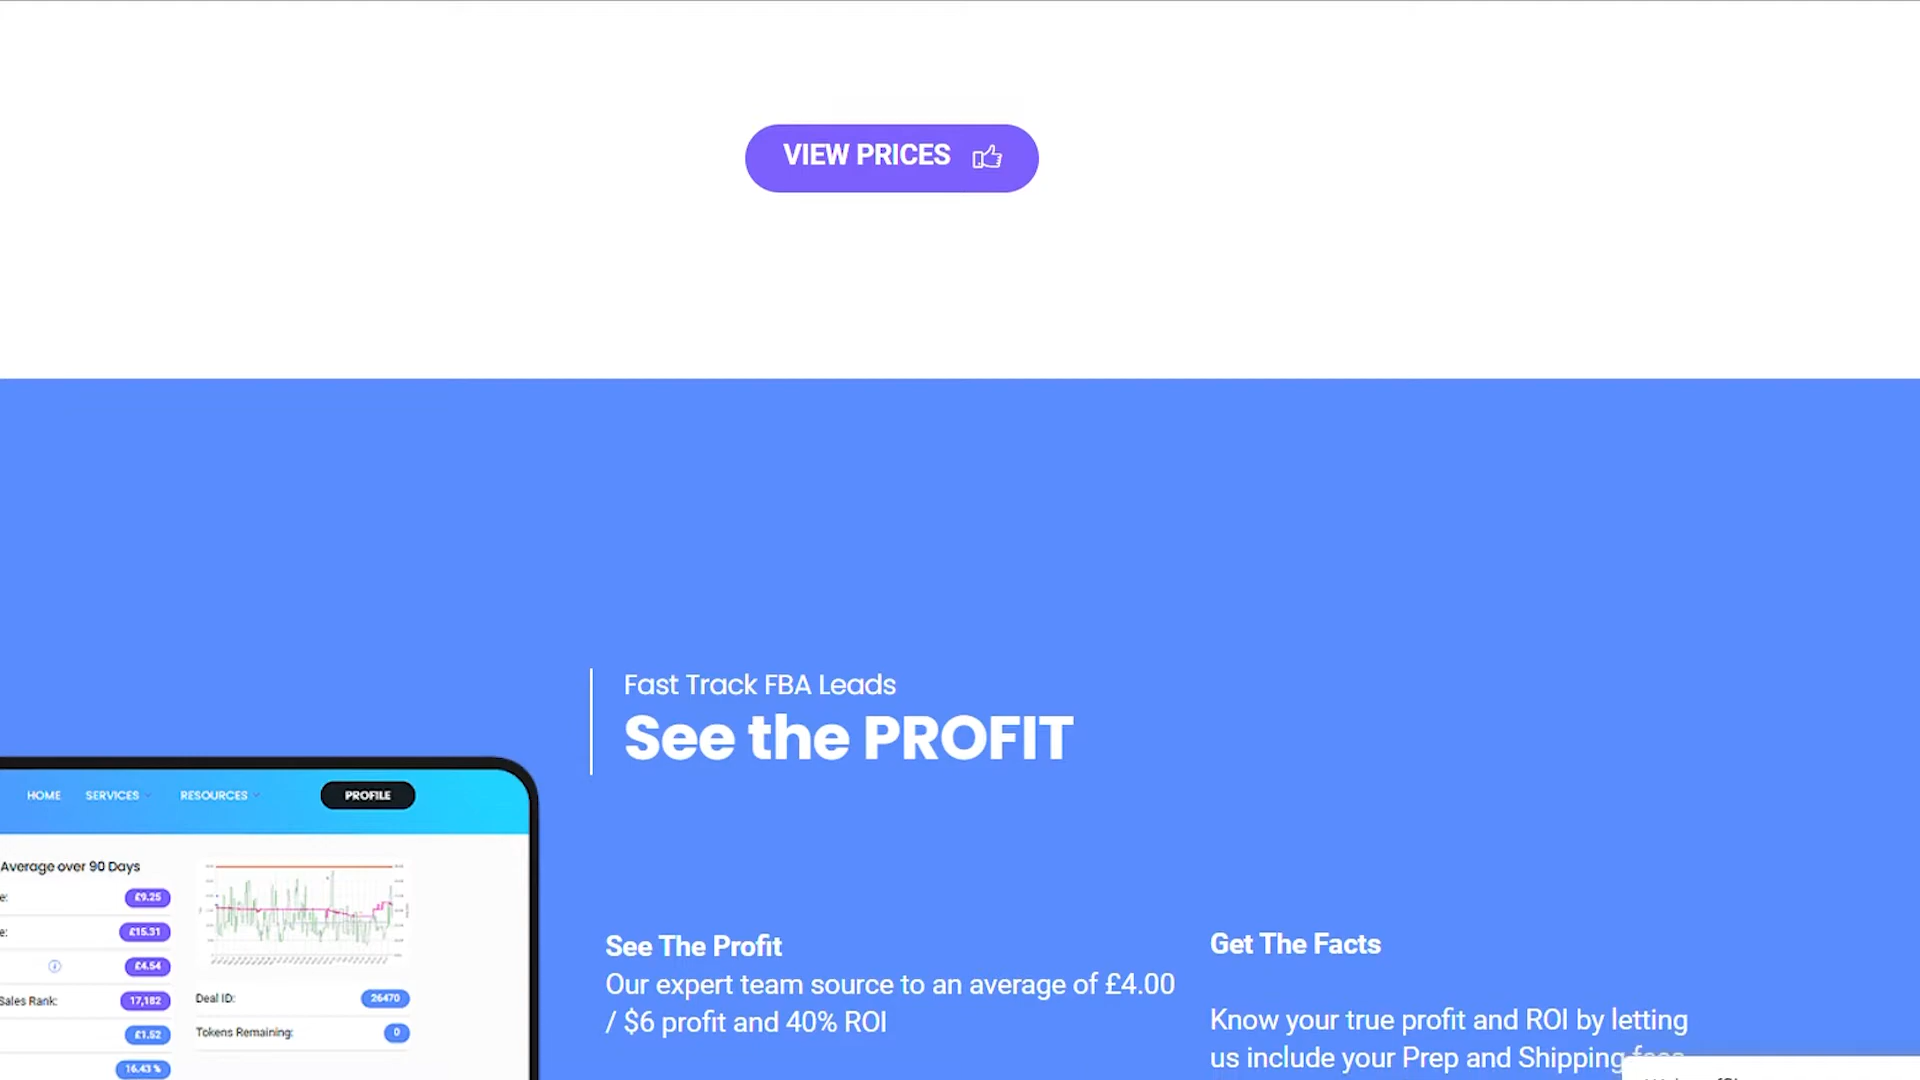 VIEW PRICES
Fast Track FBA Leads
See the PROFIT
HOME SERVICES RESOURCES PROFILE
Average over 90 Days
e: £9.25
e: £15.31
£4.54
Sales Rank: 17,182
£1.52
16.43 %
Deal ID: 26470
Tokens Remaining: 0
See The Profit
Our expert team source to an average of £4.00
/ $6 profit and 40% ROI
Get The Facts
Know your true profit and ROI by letting
us include your Prep and Shipping fees